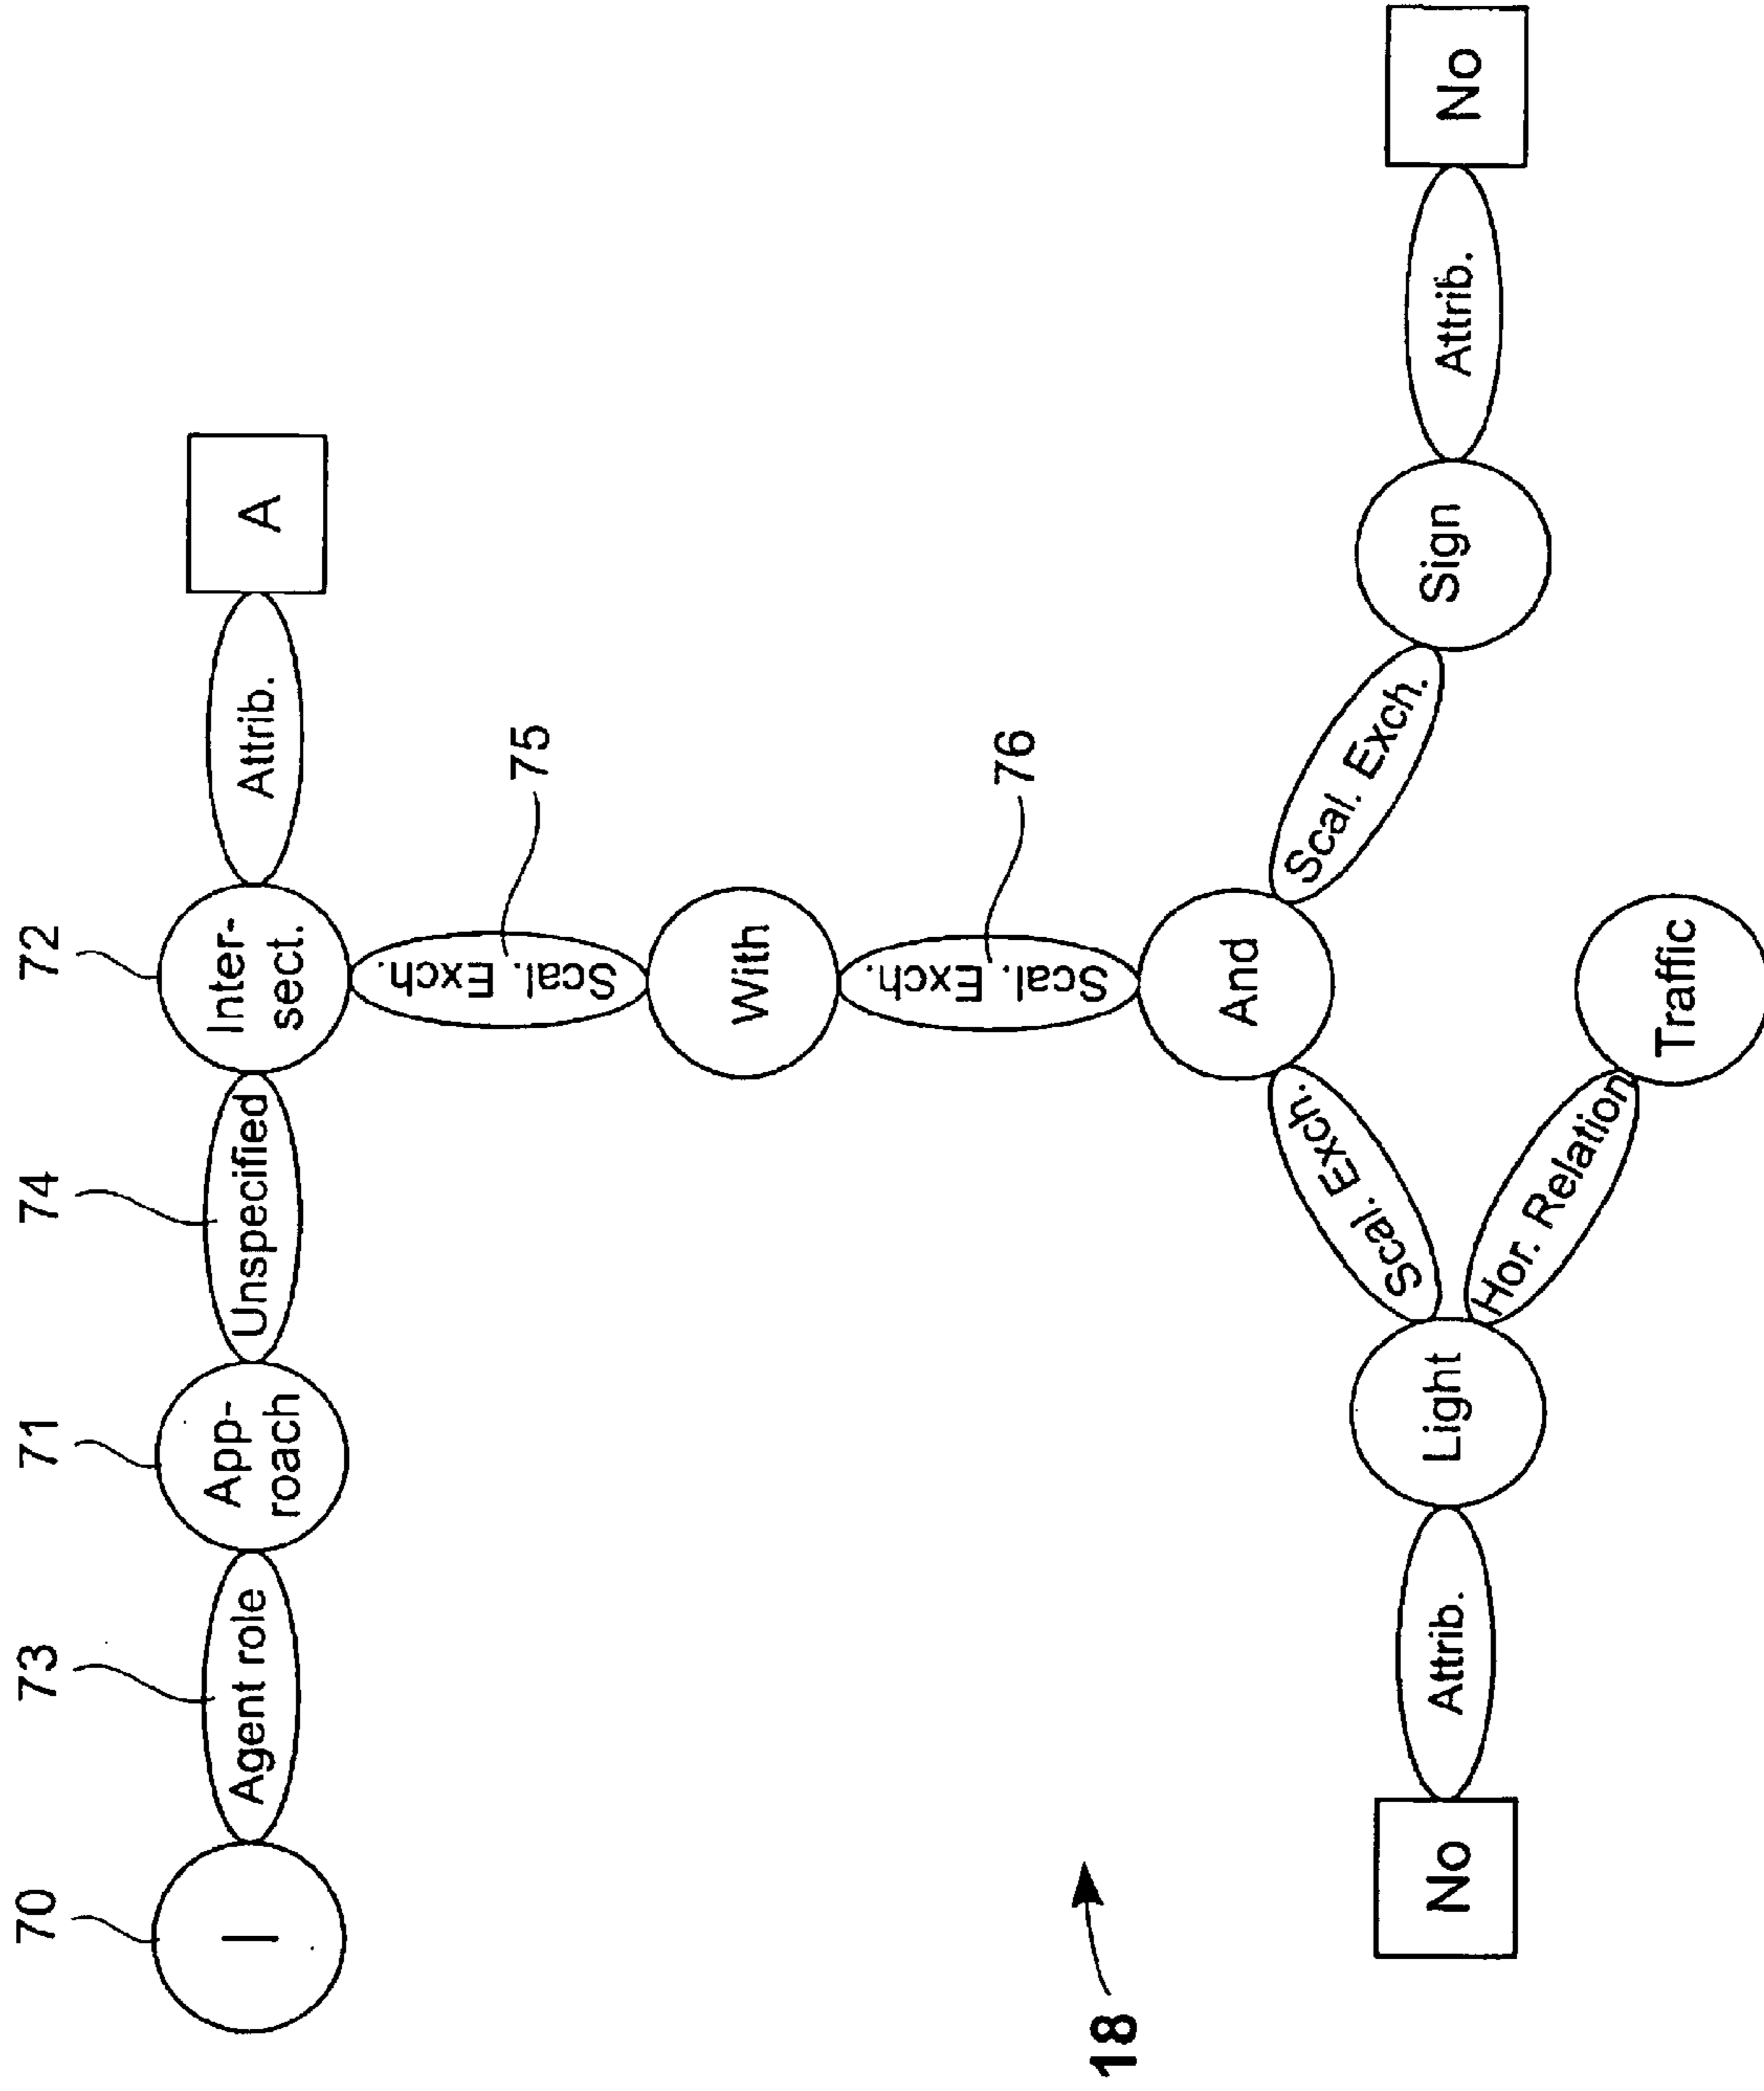 70
73
71
74
72
I
Agent role
App-
roach
Unspecified
Inter-
sect.
Attrib.
A
Scal. Exch.
75
With
Scal. Exch.
76
18
And
Scal. Exch.
Scal. Exch.
No
Attrib.
Light
Sign
Attrib.
No
Hor. Relation
Traffic